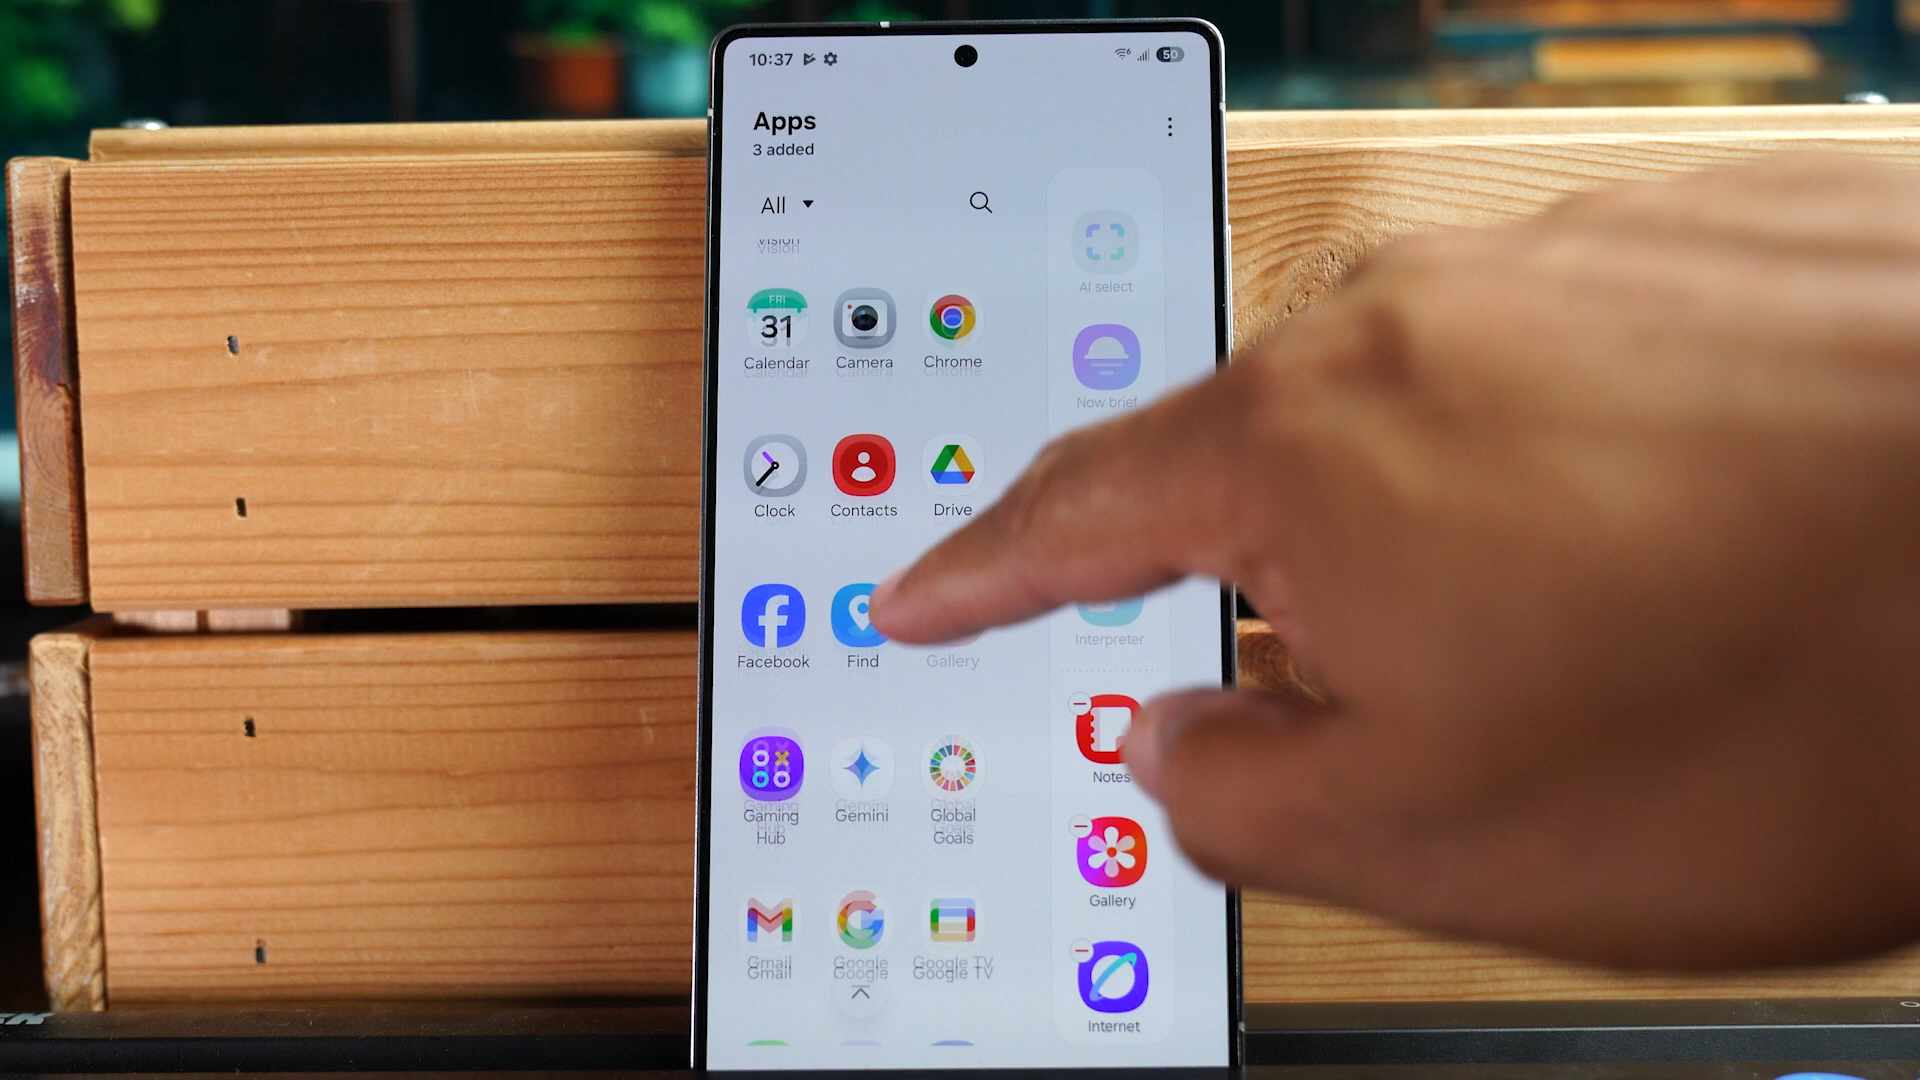 10:37
50
Apps
3 added
All
Vision
AI select
FRI
31
Calendar
Camera
Chrome
Now brief
Clock
Contacts
Drive
Facebook
Find
Gallery
Interpreter
Notes
Gaming
Hub
Gemini
Global
Goals
Gallery
Gmail
Google
Google TV
Internet